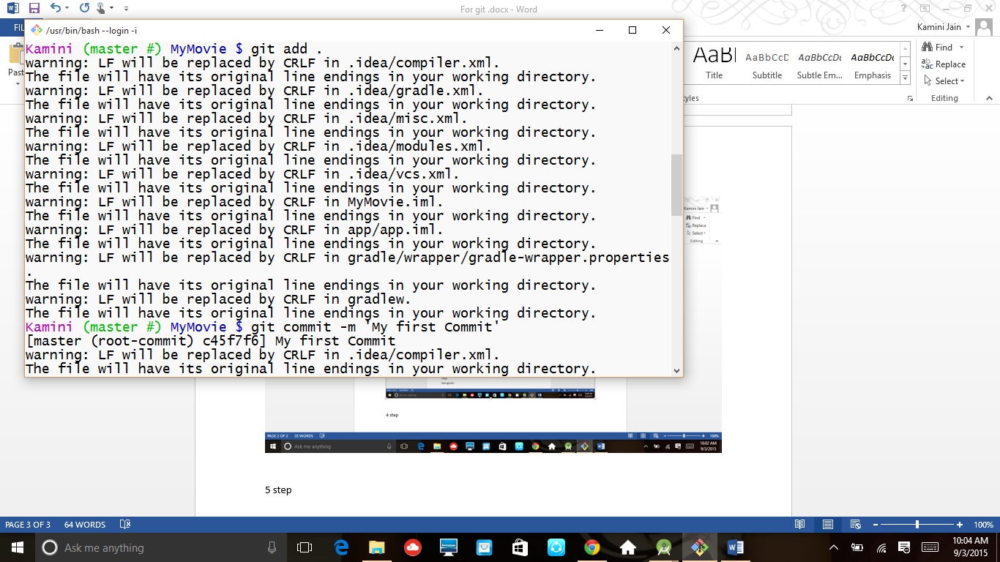 For git .docx - Word
FIL
Kamini Jain
/usr/bin/bash --login -i
Kamini (master #) MyMovie $ git add .
warning: LF will be replaced by CRLF in .idea/compiler.xml.
The file will have its original line endings in your working directory.
warning: LF will be replaced by CRLF in .idea/gradle.xml.
The file will have its original line endings in your working directory.
warning: LF will be replaced by CRLF in .idea/misc.xml.
The file will have its original line endings in your working directory.
warning: LF will be replaced by CRLF in .idea/modules.xml.
The file will have its original line endings in your working directory.
warning: LF will be replaced by CRLF in .idea/vcs.xml.
The file will have its original line endings in your working directory.
warning: LF will be replaced by CRLF in MyMovie.iml.
The file will have its original line endings in your working directory.
warning: LF will be replaced by CRLF in app/app.iml.
The file will have its original line endings in your working directory.
warning: LF will be replaced by CRLF in gradle/wrapper/gradle-wrapper.properties
.
The file will have its original line endings in your working directory.
warning: LF will be replaced by CRLF in gradlew.
The file will have its original line endings in your working directory.
Kamini (master #) MyMovie $ git commit -m 'My first Commit'
[master (root-commit) c45f7f6] My first Commit
warning: LF will be replaced by CRLF in .idea/compiler.xml.
The file will have its original line endings in your working directory.
Past
AaBl AaBbCcD AaBbCcDc AaBbCcDc
Title Subtitle Subtle Em... Emphasis
yles
Find
Replace
Select
Editing
Kamini Jain
Find
Replace
Select
Editing
4 step
PAGE 2 OF 2 35 WORDS 100%
Ask me anything
10:02 AM
9/3/2015
5 step
PAGE 3 OF 3 64 WORDS 100%
Ask me anything
10:04 AM
9/3/2015